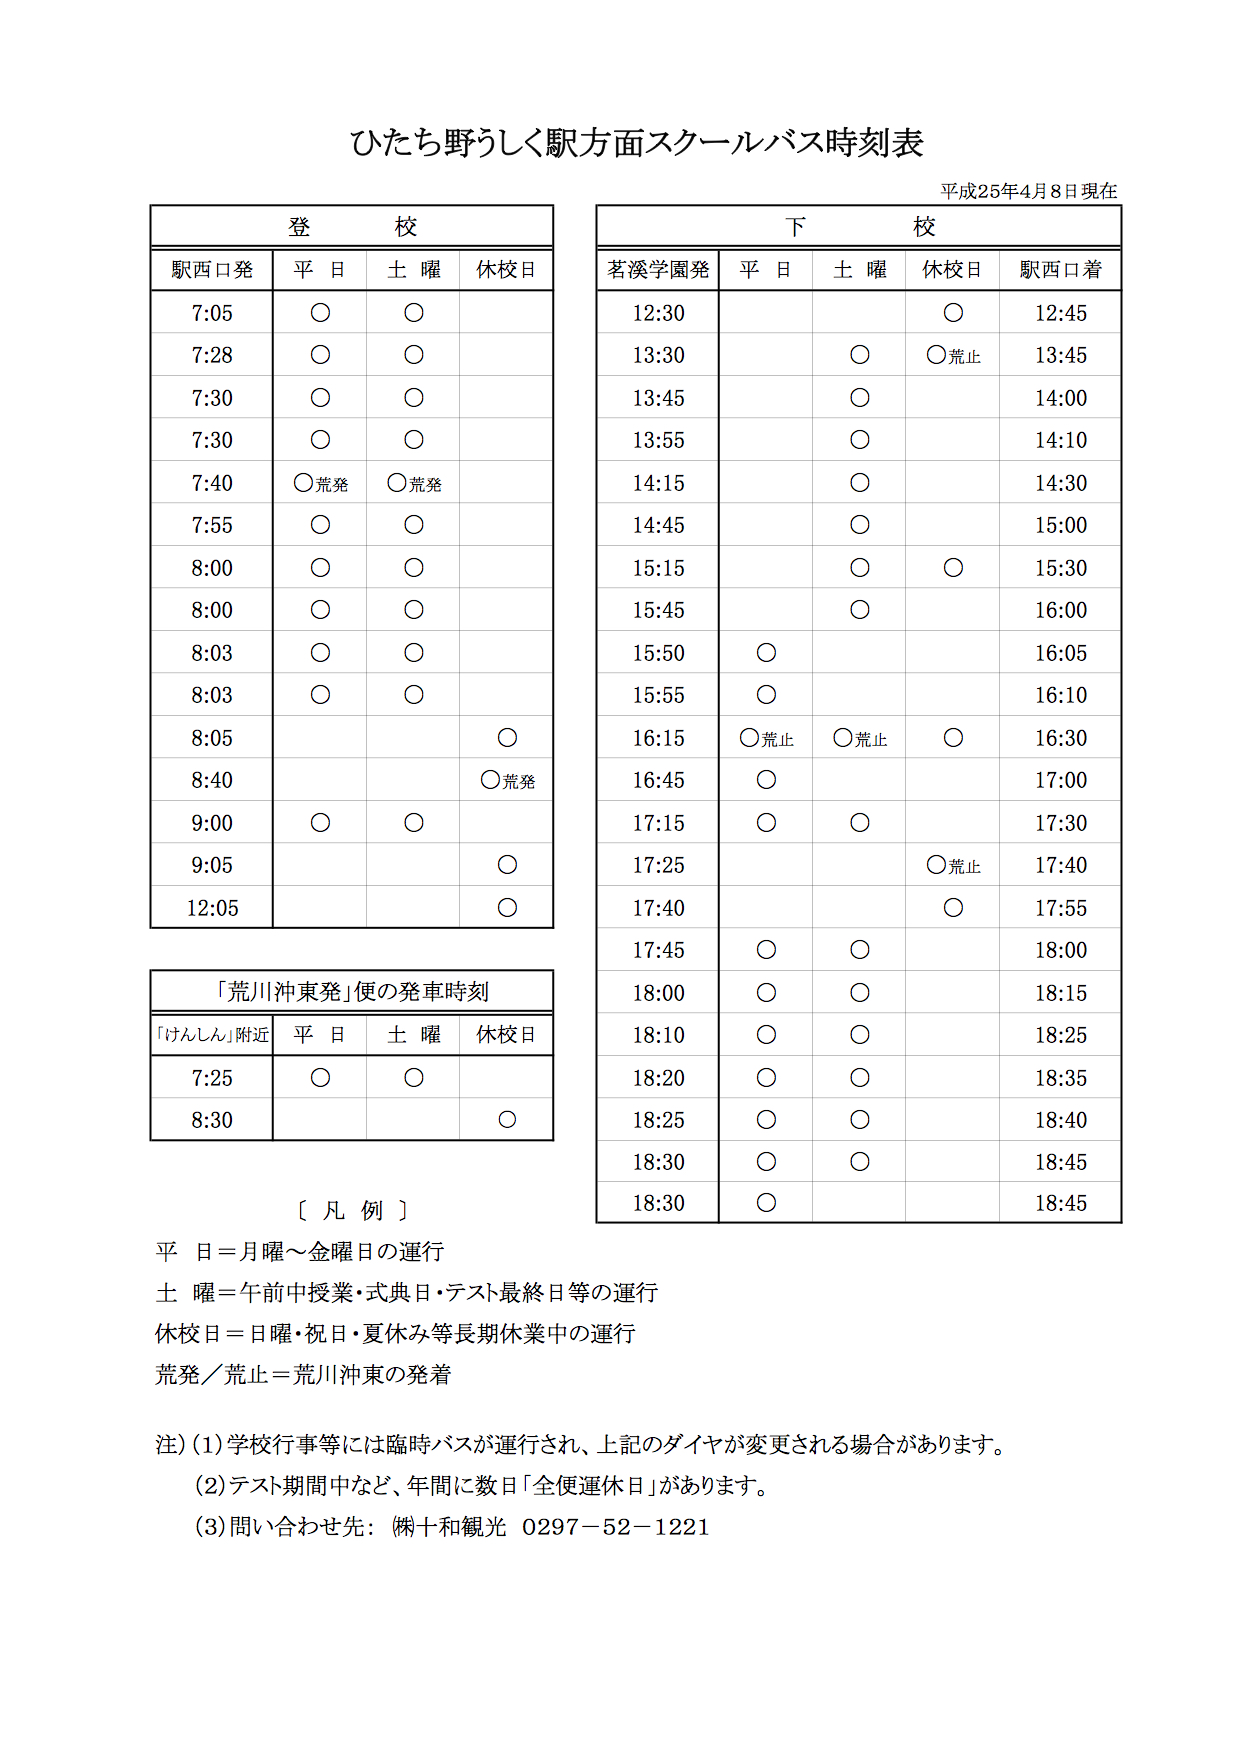 ひたち野うしく駅方面スクールバス時刻表
平成25年4月8日現在
登 校
駅西口発 平 日 土 曜 休校日
7:05 〇 〇
7:28 〇 〇
7:30 〇 〇
7:30 〇 〇
7:40 〇荒発 〇荒発
7:55 〇 〇
8:00 〇 〇
8:00 〇 〇
8:03 〇 〇
8:03 〇 〇
8:05 〇
8:40 〇荒発
9:00 〇 〇
9:05 〇
12:05 〇
「荒川沖東発」便の発車時刻
「けんしん」附近 平 日 土 曜 休校日
7:25 〇 〇
8:30 〇
下 校
茗溪学園発 平 日 土 曜 休校日 駅西口着
12:30 〇 12:45
13:30 〇 〇荒止 13:45
13:45 〇 14:00
13:55 〇 14:10
14:15 〇 14:30
14:45 〇 15:00
15:15 〇 〇 15:30
15:45 〇 16:00
15:50 〇 16:05
15:55 〇 16:10
16:15 〇荒止 〇荒止 〇 16:30
16:45 〇 17:00
17:15 〇 〇 17:30
17:25 〇荒止 17:40
17:40 〇 17:55
17:45 〇 〇 18:00
18:00 〇 〇 18:15
18:10 〇 〇 18:25
18:20 〇 〇 18:35
18:25 〇 〇 18:40
18:30 〇 〇 18:45
18:30 〇 18:45
〔 凡 例 〕
平 日＝月曜～金曜日の運行
土 曜＝午前中授業・式典日・テスト最終日等の運行
休校日＝日曜・祝日・夏休み等長期休業中の運行
荒発／荒止＝荒川沖東の発着
注）（1）学校行事等には臨時バスが運行され、上記のダイヤが変更される場合があります。
（2）テスト期間中など、年間に数日「全便運休日」があります。
（3）問い合わせ先： ㈱十和観光 0297－52－1221